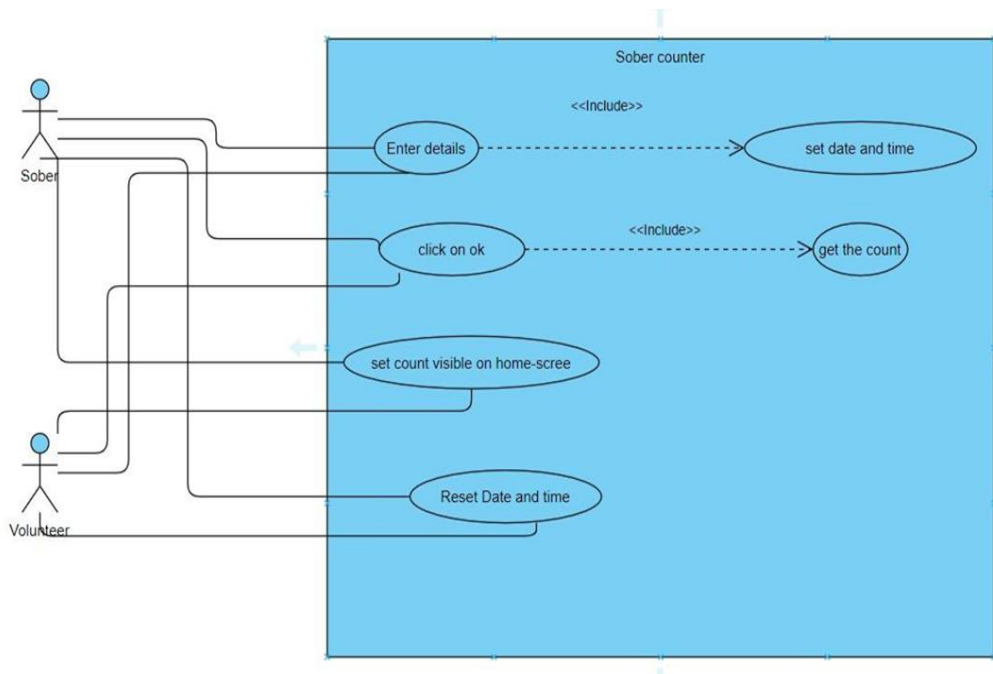 Sober counter
<<Include>>
Enter details
set date and time
Sober
<<Include>>
click on ok
get the count
set count visible on home-scree
Reset Date and time
Volunteer